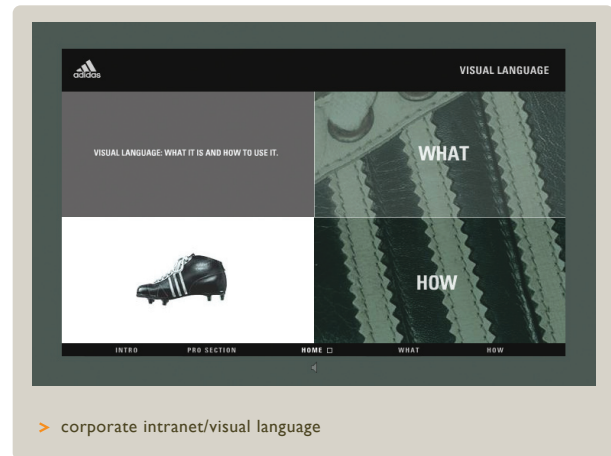 adidas
VISUAL LANGUAGE
VISUAL LANGUAGE: WHAT IT IS AND HOW TO USE IT.
WHAT
HOW
INTRO PRO SECTION HOME WHAT HOW
> corporate intranet/visual language